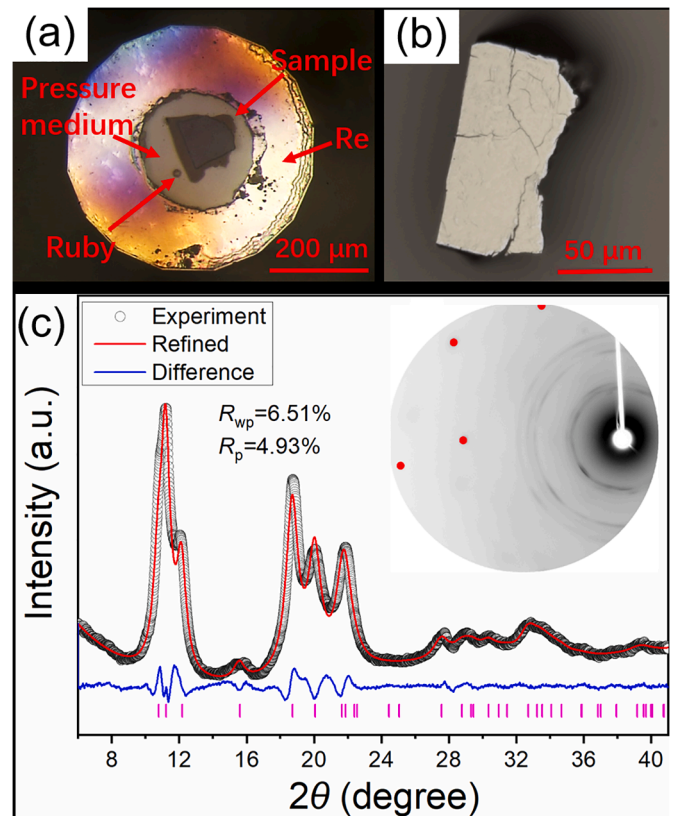 (a)
Sample
Pressure
medium
Re
Ruby
200 μm
(b)
50 μm
(c)
Experiment
Refined
Difference
Rwp=6.51%
Rp=4.93%
Intensity (a.u.)
8 12 16 20 24 28 32 36 40
2θ (degree)